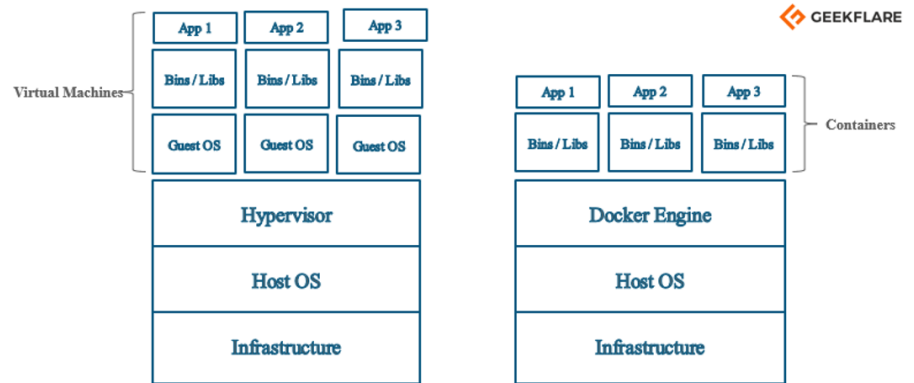 GEEKFLARE
App 1
App 2
App 3
Bins / Libs
Bins / Libs
Bins / Libs
Virtual Machines
Guest OS
Guest OS
Guest OS
Hypervisor
Host OS
Infrastructure
App 1
App 2
App 3
Containers
Bins / Libs
Bins / Libs
Bins / Libs
Docker Engine
Host OS
Infrastructure